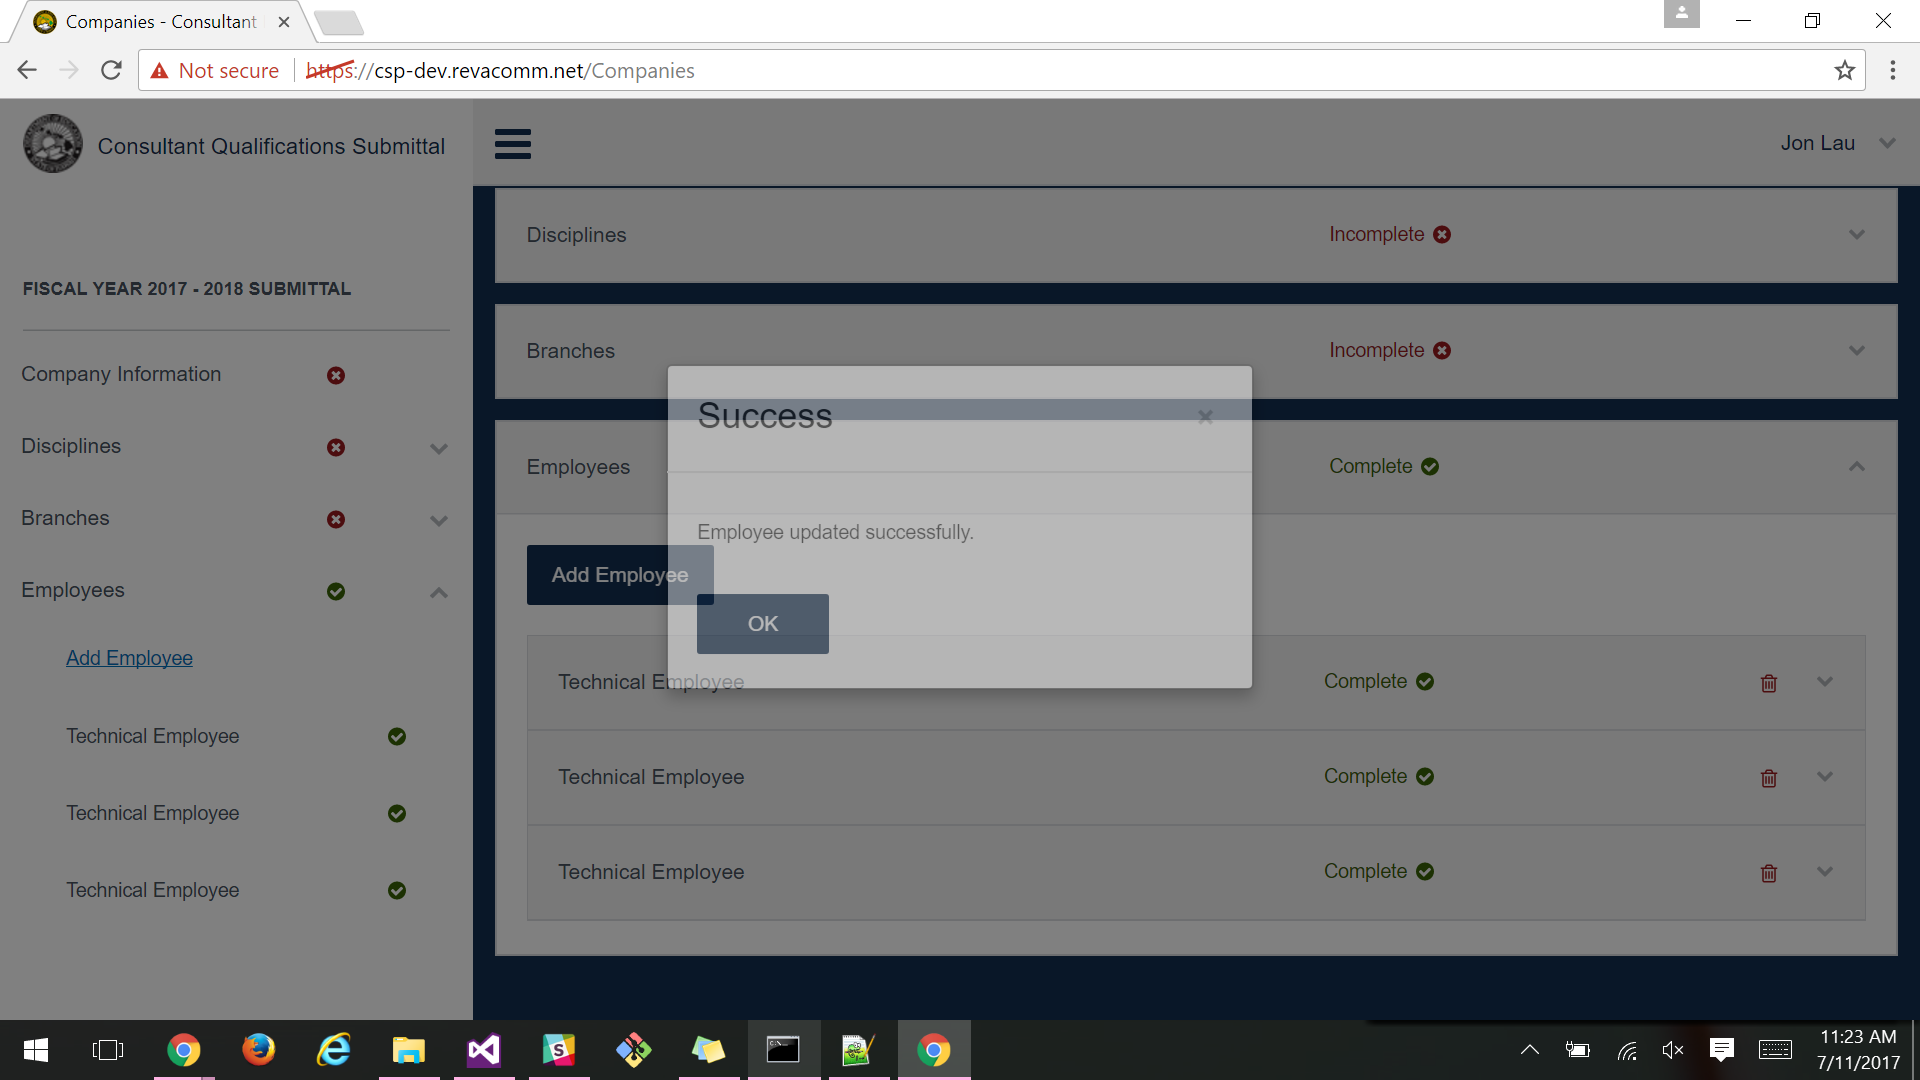 Companies - Consultant
Not secure
https://csp-dev.revacomm.net/Companies
Consultant Qualifications Submittal
Jon Lau
FISCAL YEAR 2017 - 2018 SUBMITTAL
Company Information
Disciplines
Branches
Employees
Add Employee
Technical Employee
Technical Employee
Technical Employee
Disciplines
Incomplete
Branches
Incomplete
Employees
Complete
Success
Employee updated successfully.
OK
Add Employee
Technical Employee
Complete
Technical Employee
Complete
Technical Employee
Complete
11:23 AM
7/11/2017